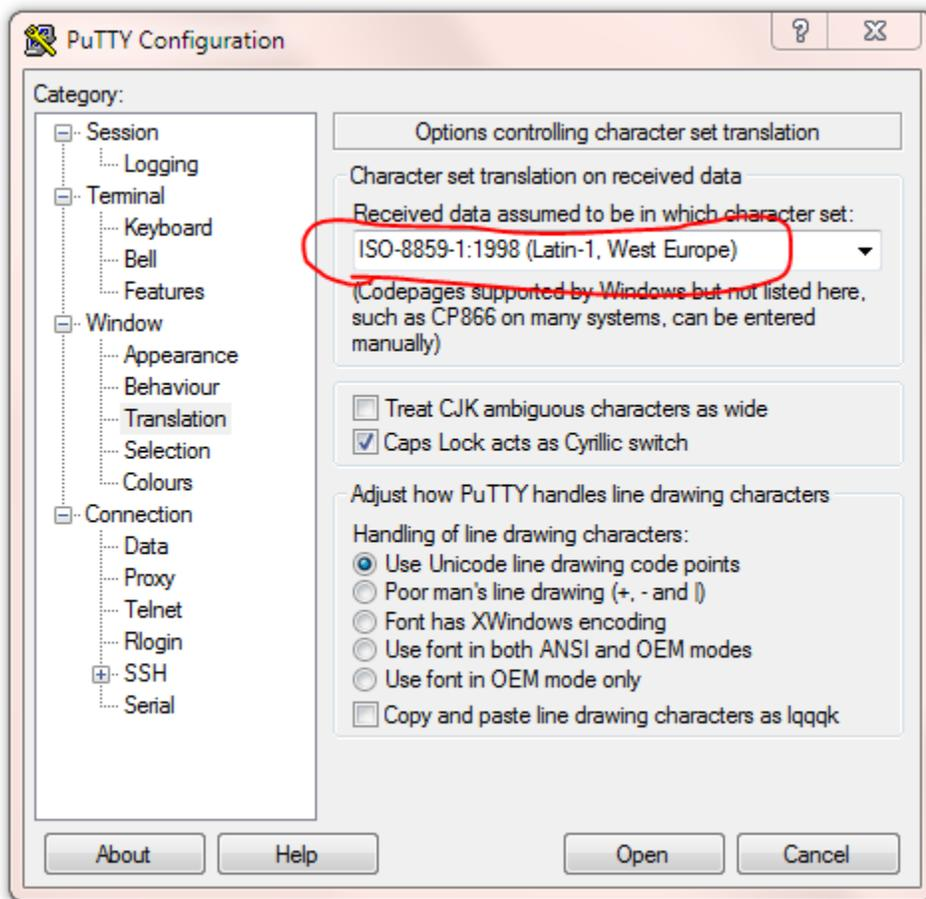 PuTTY Configuration
Category:
Session
Logging
Terminal
Keyboard
Bell
Features
Window
Appearance
Behaviour
Translation
Selection
Colours
Connection
Data
Proxy
Telnet
Rlogin
SSH
Serial
Options controlling character set translation
Character set translation on received data
Received data assumed to be in which character set:
ISO-8859-1:1998 (Latin-1, West Europe)
(Codepages supported by Windows but not listed here,
such as CP866 on many systems, can be entered
manually)
Treat CJK ambiguous characters as wide
Caps Lock acts as Cyrillic switch
Adjust how PuTTY handles line drawing characters
Handling of line drawing characters:
Use Unicode line drawing code points
Poor man's line drawing (+, - and |)
Font has XWindows encoding
Use font in both ANSI and OEM modes
Use font in OEM mode only
Copy and paste line drawing characters as lqqqk
About
Help
Open
Cancel